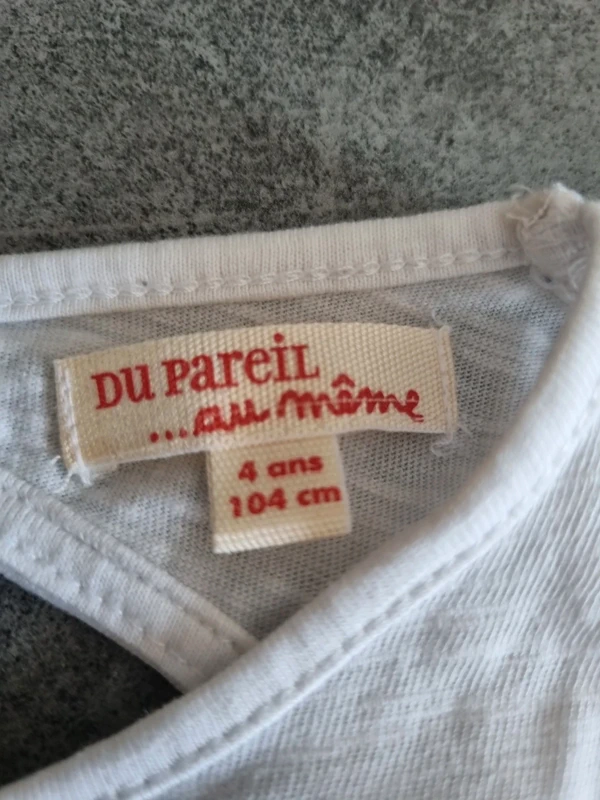 Du Pareil
...au même
4 ans
104 cm